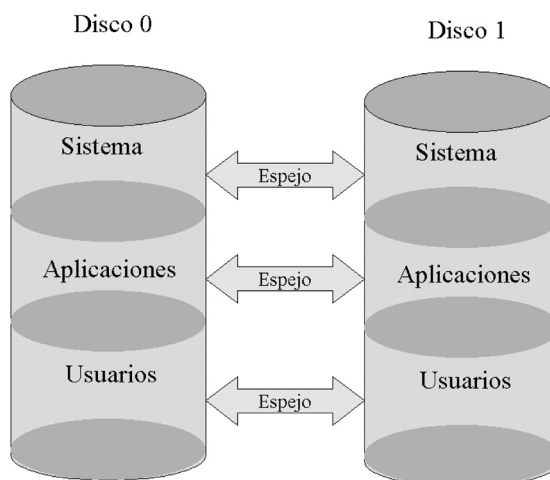 Disco 0
Disco 1
Sistema
Espejo
Sistema
Aplicaciones
Espejo
Aplicaciones
Usuarios
Espejo
Usuarios